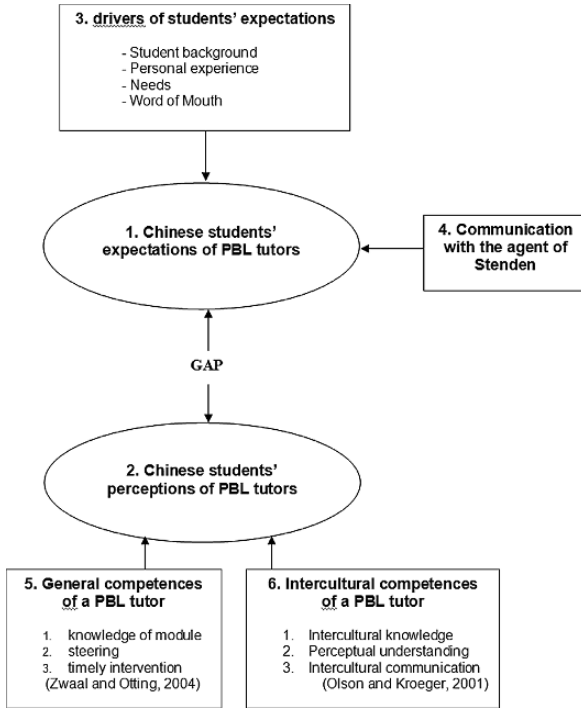 3. drivers of students' expectations
- Student background
- Personal experience
- Needs
- Word of Mouth
1. Chinese students'
expectations of PBL tutors
4. Communication
with the agent of
Stenden
GAP
2. Chinese students'
perceptions of PBL tutors
5. General competences
of a PBL tutor
1. knowledge of module
2. steering
3. timely intervention
(Zwaal and Otting, 2004)
6. Intercultural competences
of a PBL tutor
1. Intercultural knowledge
2. Perceptual understanding
3. Intercultural communication
(Olson and Kroeger, 2001)